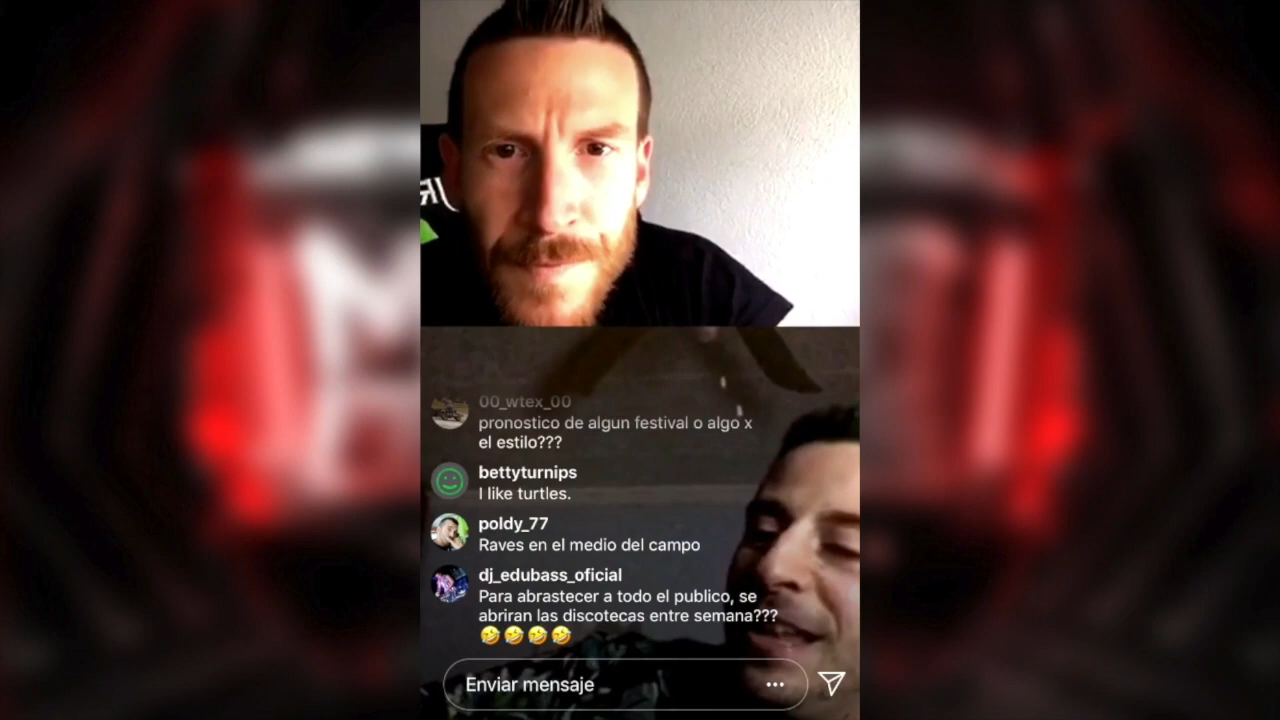 00_wtex_00
pronostico de algun festival o algo x
el estilo???
bettyturnips
I like turtles.
poldy_77
Raves en el medio del campo
dj_edubass_oficial
Para abrastecer a todo el publico, se
abriran las discotecas entre semana???
🤣🤣🤣🤣
Enviar mensaje